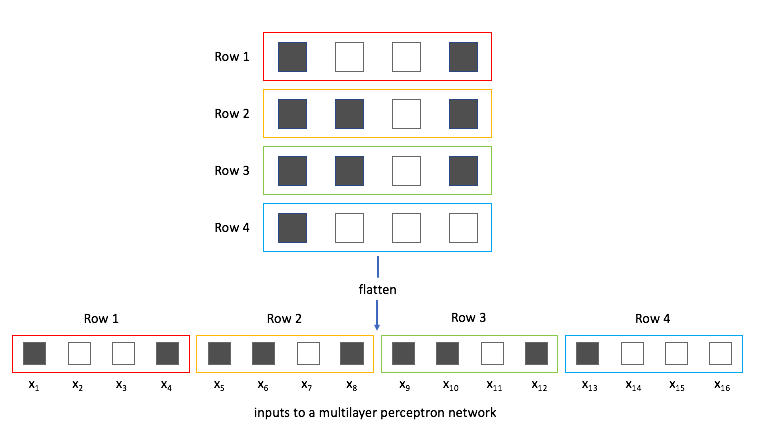 Row 1
Row 2
Row 3
Row 4
flatten
Row 1 Row 2 Row 3 Row 4
x₁ x₂ x₃ x₄ x₅ x₆ x₇ x₈ x₉ x₁₀ x₁₁ x₁₂ x₁₃ x₁₄ x₁₅ x₁₆
inputs to a multilayer perceptron network